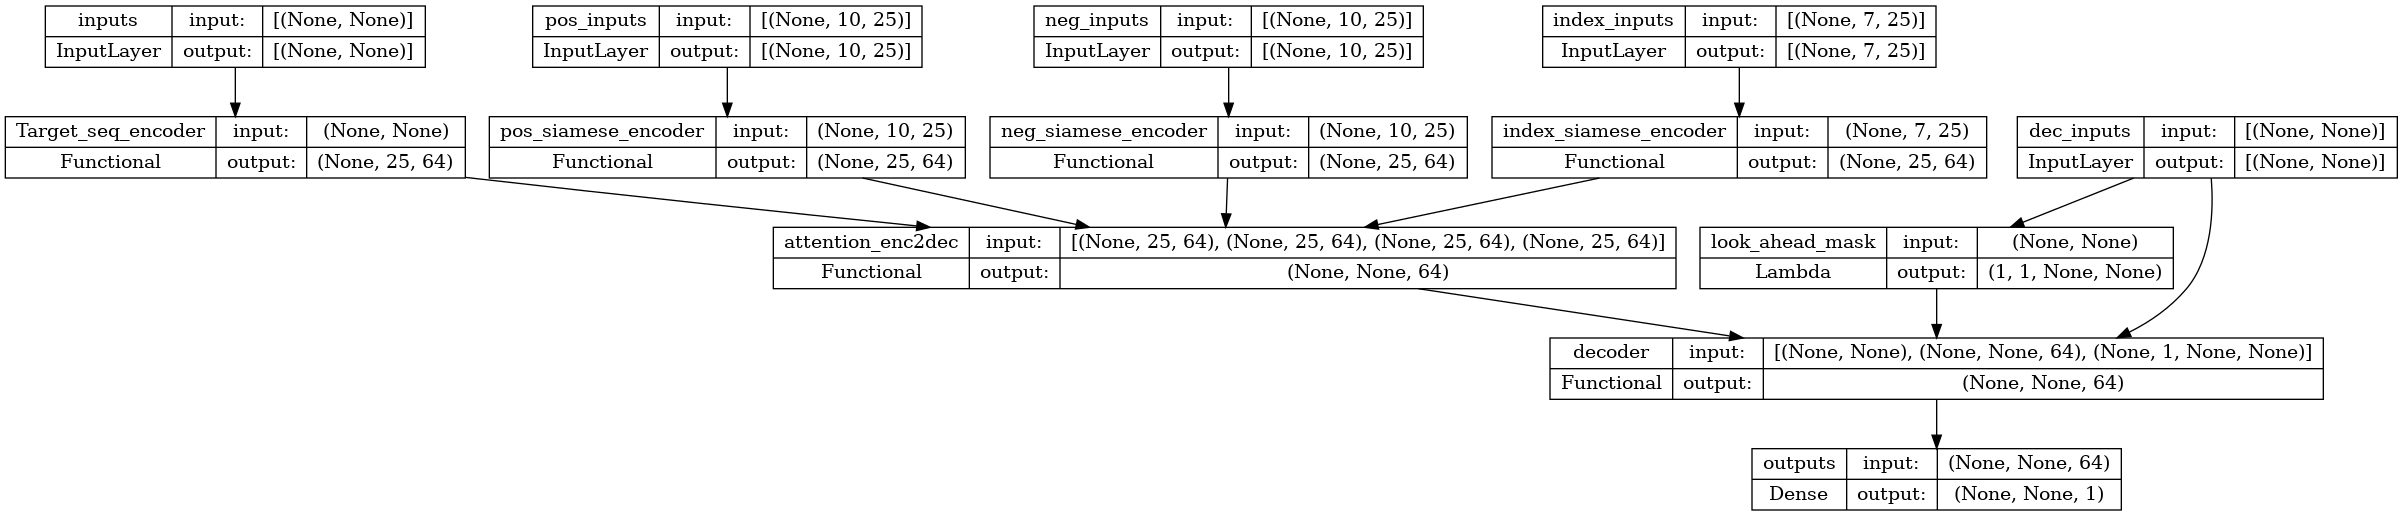 inputs input: [(None, None)]
InputLayer output: [(None, None)]
pos_inputs input: [(None, 10, 25)]
InputLayer output: [(None, 10, 25)]
neg_inputs input: [(None, 10, 25)]
InputLayer output: [(None, 10, 25)]
index_inputs input: [(None, 7, 25)]
InputLayer output: [(None, 7, 25)]
Target_seq_encoder input: (None, None)
Functional output: (None, 25, 64)
pos_siamese_encoder input: (None, 10, 25)
Functional output: (None, 25, 64)
neg_siamese_encoder input: (None, 10, 25)
Functional output: (None, 25, 64)
index_siamese_encoder input: (None, 7, 25)
Functional output: (None, 25, 64)
dec_inputs input: [(None, None)]
InputLayer output: [(None, None)]
attention_enc2dec input: [(None, 25, 64), (None, 25, 64), (None, 25, 64), (None, 25, 64)]
Functional output: (None, None, 64)
look_ahead_mask input: (None, None)
Lambda output: (1, 1, None, None)
decoder input: [(None, None), (None, None, 64), (None, 1, None, None)]
Functional output: (None, None, 64)
outputs input: (None, None, 64)
Dense output: (None, None, 1)